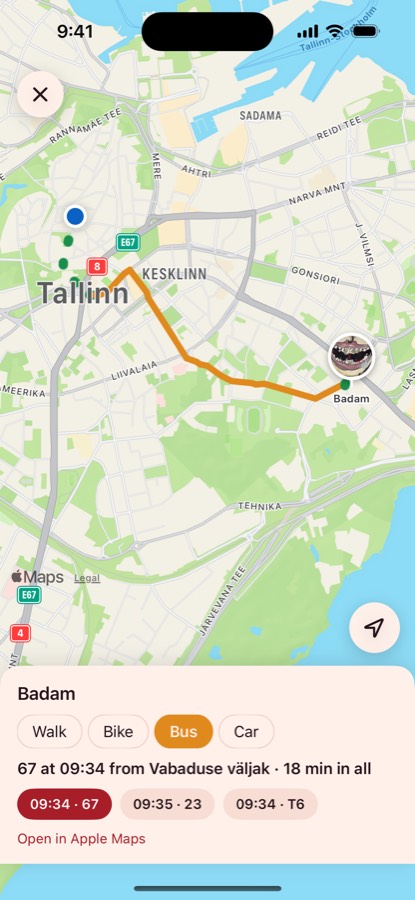 9:41
Tallinn-Stockholm
SADAMA
RANNAMÄE TEE
REIDI TEE
MERE
AHTRI
NARVA MNT
J. VILMSI
E67
8
KESKLINN
GONSIORI
Tallinn
LIIVALAIA
AMEERIKA
Badam
TEHNIKA
Maps Legal
E67
JÄRVEVANA TEE
4
Badam
Walk Bike Bus Car
67 at 09:34 from Vabaduse väljak · 18 min in all
09:34 · 67 09:35 · 23 09:34 · T6
Open in Apple Maps